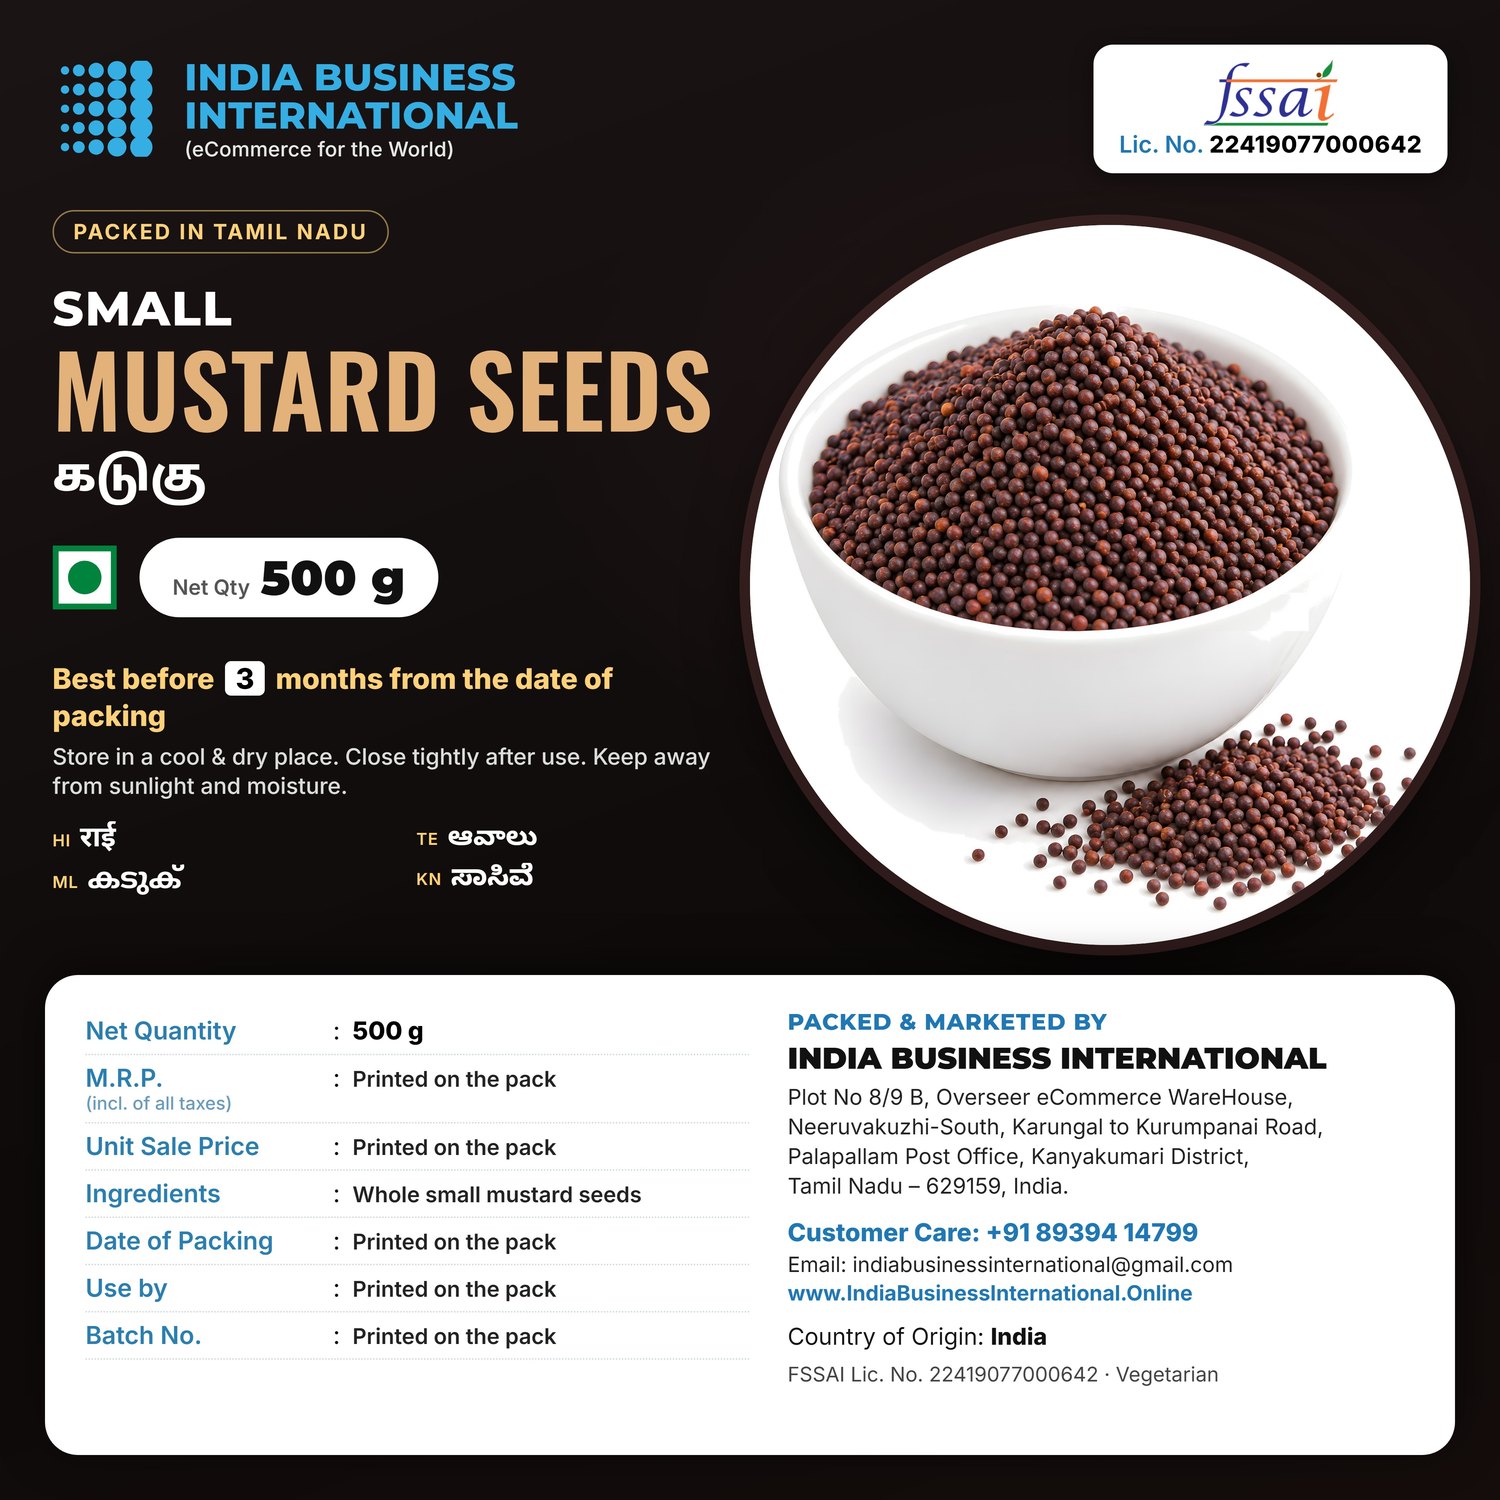 INDIA BUSINESS
INTERNATIONAL
(eCommerce for the World)
fssai
Lic. No. 22419077000642
PACKED IN TAMIL NADU
SMALL
MUSTARD SEEDS
கடுகு
Net Qty 500 g
Best before 3 months from the date of
packing
Store in a cool & dry place. Close tightly after use. Keep away
from sunlight and moisture.
HI राई
TE ఆవాలు
ML കടുക്
KN ಸಾಸಿವೆ
Net Quantity : 500 g
M.R.P. : Printed on the pack
(incl. of all taxes)
Unit Sale Price : Printed on the pack
Ingredients : Whole small mustard seeds
Date of Packing : Printed on the pack
Use by : Printed on the pack
Batch No. : Printed on the pack
PACKED & MARKETED BY
INDIA BUSINESS INTERNATIONAL
Plot No 8/9 B, Overseer eCommerce WareHouse,
Neeruvakuzhi-South, Karungal to Kurumpanai Road,
Palapallam Post Office, Kanyakumari District,
Tamil Nadu – 629159, India.
Customer Care: +91 89394 14799
Email: indiabusinessinternational@gmail.com
www.IndiaBusinessInternational.Online
Country of Origin: India
FSSAI Lic. No. 22419077000642 · Vegetarian